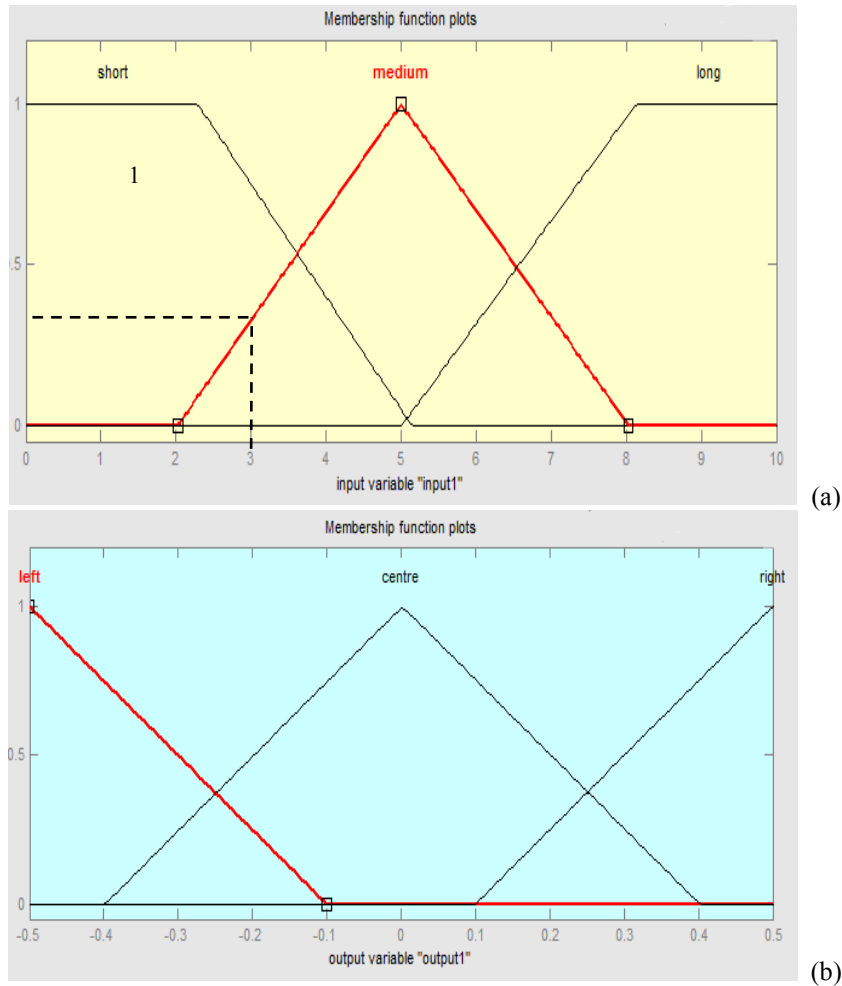 Membership function plots
short medium long
1
1
0.5
0
0 1 2 3 4 5 6 7 8 9 10
input variable "input1"
(a)
Membership function plots
left centre right
1
0.5
0
-0.5 -0.4 -0.3 -0.2 -0.1 0 0.1 0.2 0.3 0.4 0.5
output variable "output1"
(b)